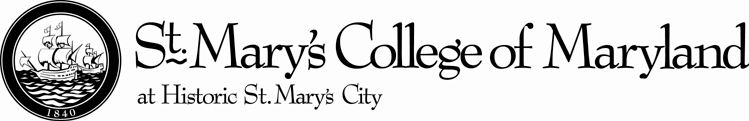 St. Mary's College of Maryland
at Historic St. Mary's City
1840